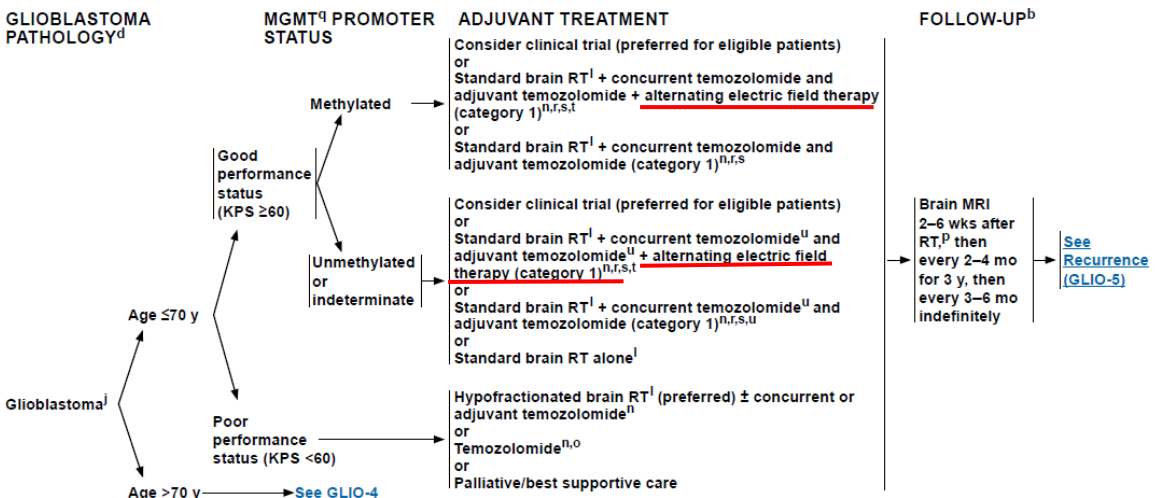 GLIOBLASTOMA
PATHOLOGYd
MGMTq PROMOTER
STATUS
ADJUVANT TREATMENT
FOLLOW-UPb
Glioblastomaj
Age ≤70 y
Good
performance
status
(KPS ≥60)
Methylated
Consider clinical trial (preferred for eligible patients)
or
Standard brain RTl + concurrent temozolomide and
adjuvant temozolomide + alternating electric field therapy
(category 1)n,r,s,t
or
Standard brain RTl + concurrent temozolomide and
adjuvant temozolomide (category 1)n,r,s
Unmethylated
or
indeterminate
Consider clinical trial (preferred for eligible patients)
or
Standard brain RTl + concurrent temozolomideu and
adjuvant temozolomideu + alternating electric field
therapy (category 1)n,r,s,t
or
Standard brain RTl + concurrent temozolomideu and
adjuvant temozolomide (category 1)n,r,s,u
or
Standard brain RT alonel
Poor
performance
status (KPS <60)
Hypofractionated brain RTl (preferred) ± concurrent or
adjuvant temozolomiden
or
Temozolomiden,o
or
Palliative/best supportive care
Age >70 y
See GLIO-4
Brain MRI
2–6 wks after
RT,p then
every 2–4 mo
for 3 y, then
every 3–6 mo
indefinitely
See
Recurrence
(GLIO-5)